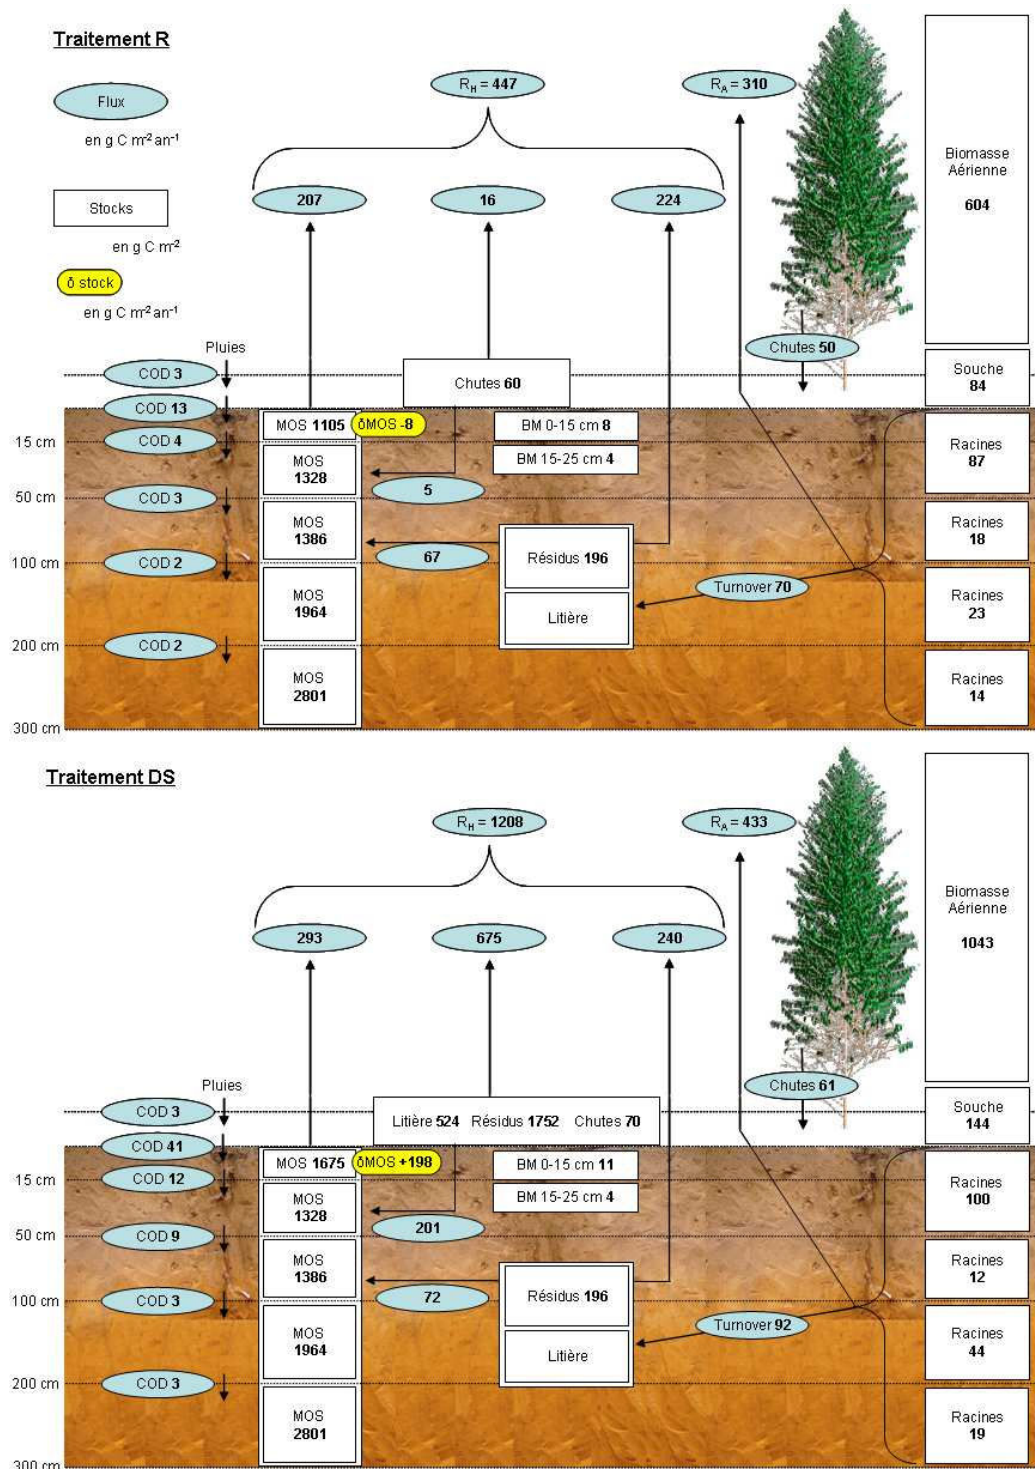 Traitement R
Flux
en g C m⁻² an⁻¹
Stocks
en g C m⁻²
δ stock
en g C m⁻² an⁻¹
R_H = 447
R_A = 310
207
16
224
Biomasse
Aérienne
604
Pluies
Chutes 50
COD 3
Chutes 60
Souche
84
COD 13
MOS 1105
δMOS -8
BM 0-15 cm 8
15 cm
COD 4
MOS
1328
BM 15-25 cm 4
Racines
87
5
50 cm
COD 3
MOS
1386
Racines
18
67
Résidus 196
100 cm
COD 2
Turnover 70
MOS
1964
Litière
Racines
23
200 cm
COD 2
MOS
2801
Racines
14
300 cm
Traitement DS
R_H = 1208
R_A = 433
293
675
240
Biomasse
Aérienne
1043
Pluies
Chutes 61
COD 3
Litière 524 Résidus 1752 Chutes 70
Souche
144
COD 41
MOS 1675
δMOS +198
BM 0-15 cm 11
15 cm
COD 12
MOS
1328
BM 15-25 cm 4
Racines
100
201
50 cm
COD 9
MOS
1386
Racines
12
72
Résidus 196
100 cm
COD 3
Turnover 92
MOS
1964
Litière
Racines
44
200 cm
COD 3
MOS
2801
Racines
19
300 cm